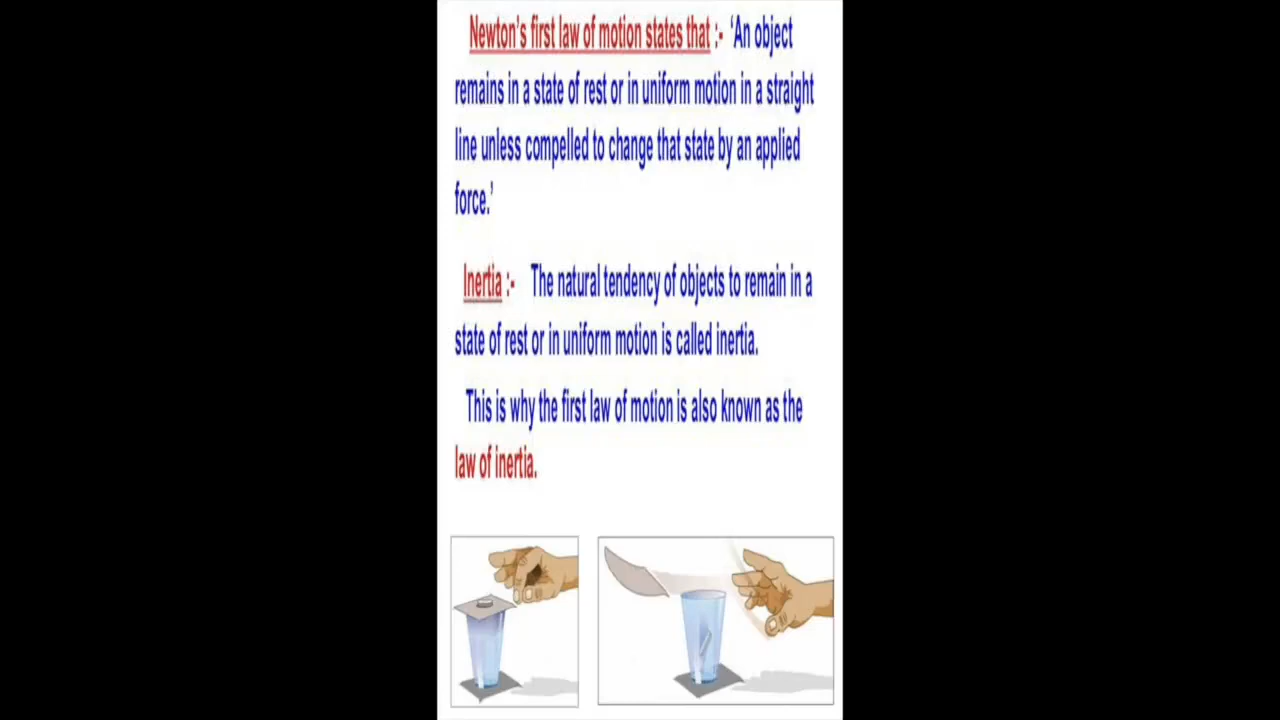 Newton's first law of motion states that :- 'An object
remains in a state of rest or in uniform motion in a straight
line unless compelled to change that state by an applied
force.'
Inertia :- The natural tendency of objects to remain in a
state of rest or in uniform motion is called inertia.
This is why the first law of motion is also known as the
law of inertia.